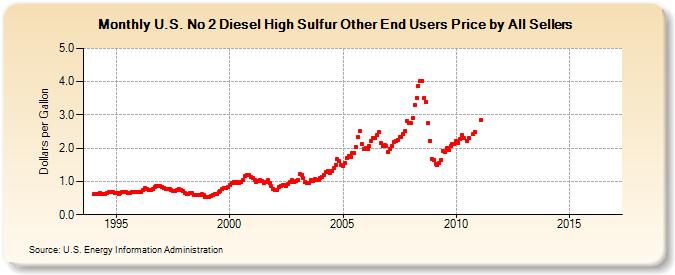 Monthly U.S. No 2 Diesel High Sulfur Other End Users Price by All Sellers
Dollars per Gallon
5.0
4.0
3.0
2.0
1.0
0.0
1995 2000 2005 2010 2015
Source: U.S. Energy Information Administration